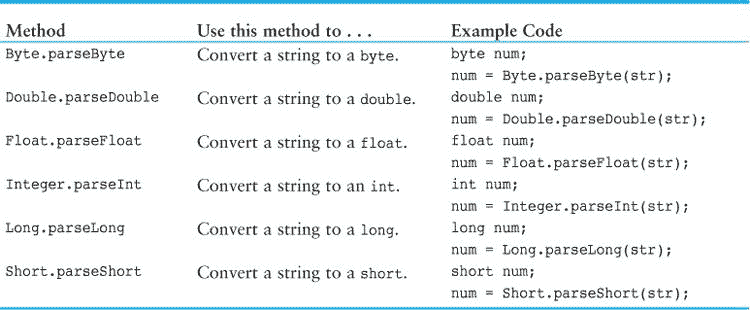 Method Use this method to . . . Example Code
Byte.parseByte Convert a string to a byte. byte num;
num = Byte.parseByte(str);
Double.parseDouble Convert a string to a double. double num;
num = Double.parseDouble(str);
Float.parseFloat Convert a string to a float. float num;
num = Float.parseFloat(str);
Integer.parseInt Convert a string to an int. int num;
num = Integer.parseInt(str);
Long.parseLong Convert a string to a long. long num;
num = Long.parseLong(str);
Short.parseShort Convert a string to a short. short num;
num = Short.parseShort(str);